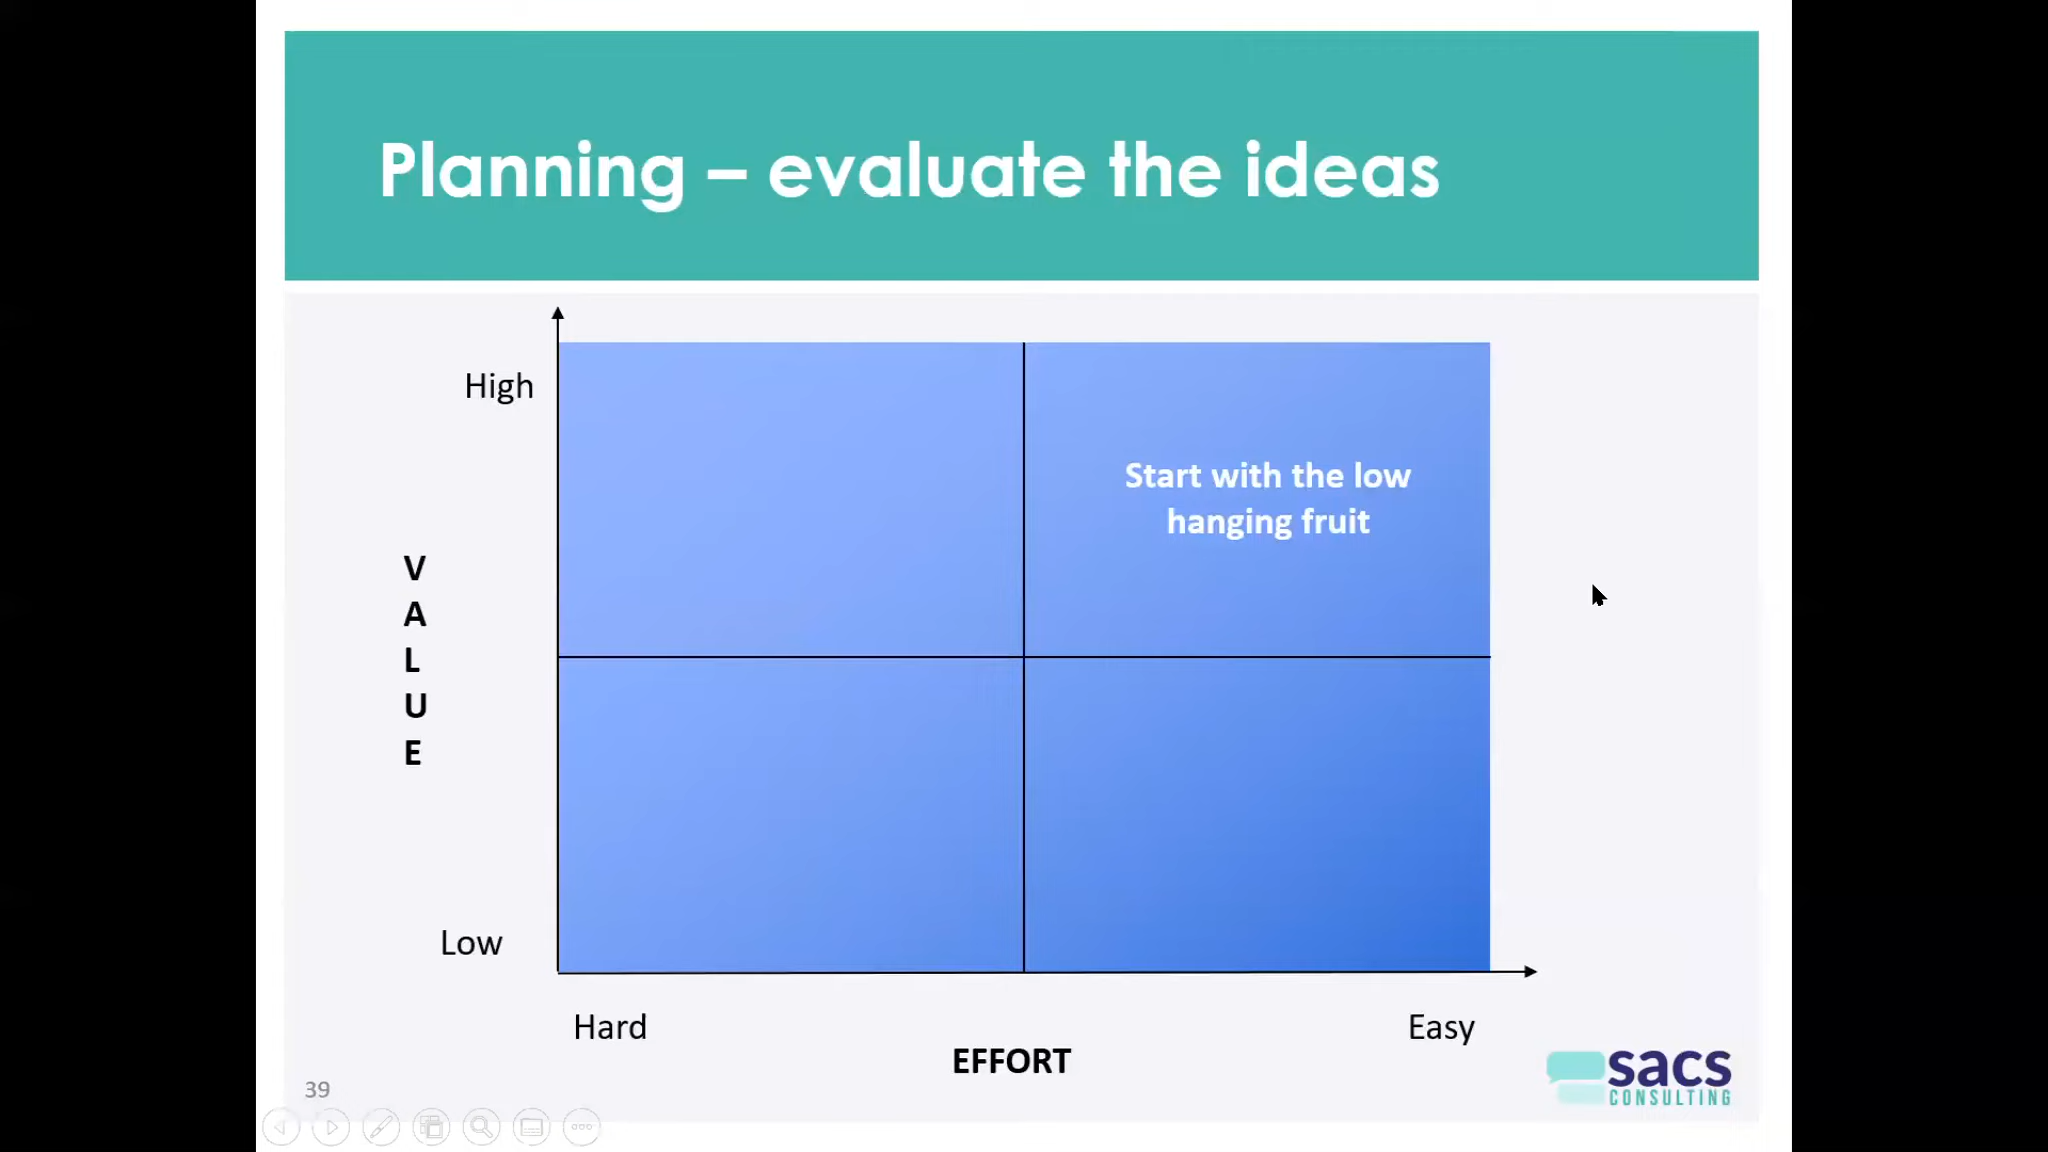 Planning – evaluate the ideas
High
Start with the low
hanging fruit
V
A
L
U
E
Low
Hard
Easy
EFFORT
39
sacs
CONSULTING